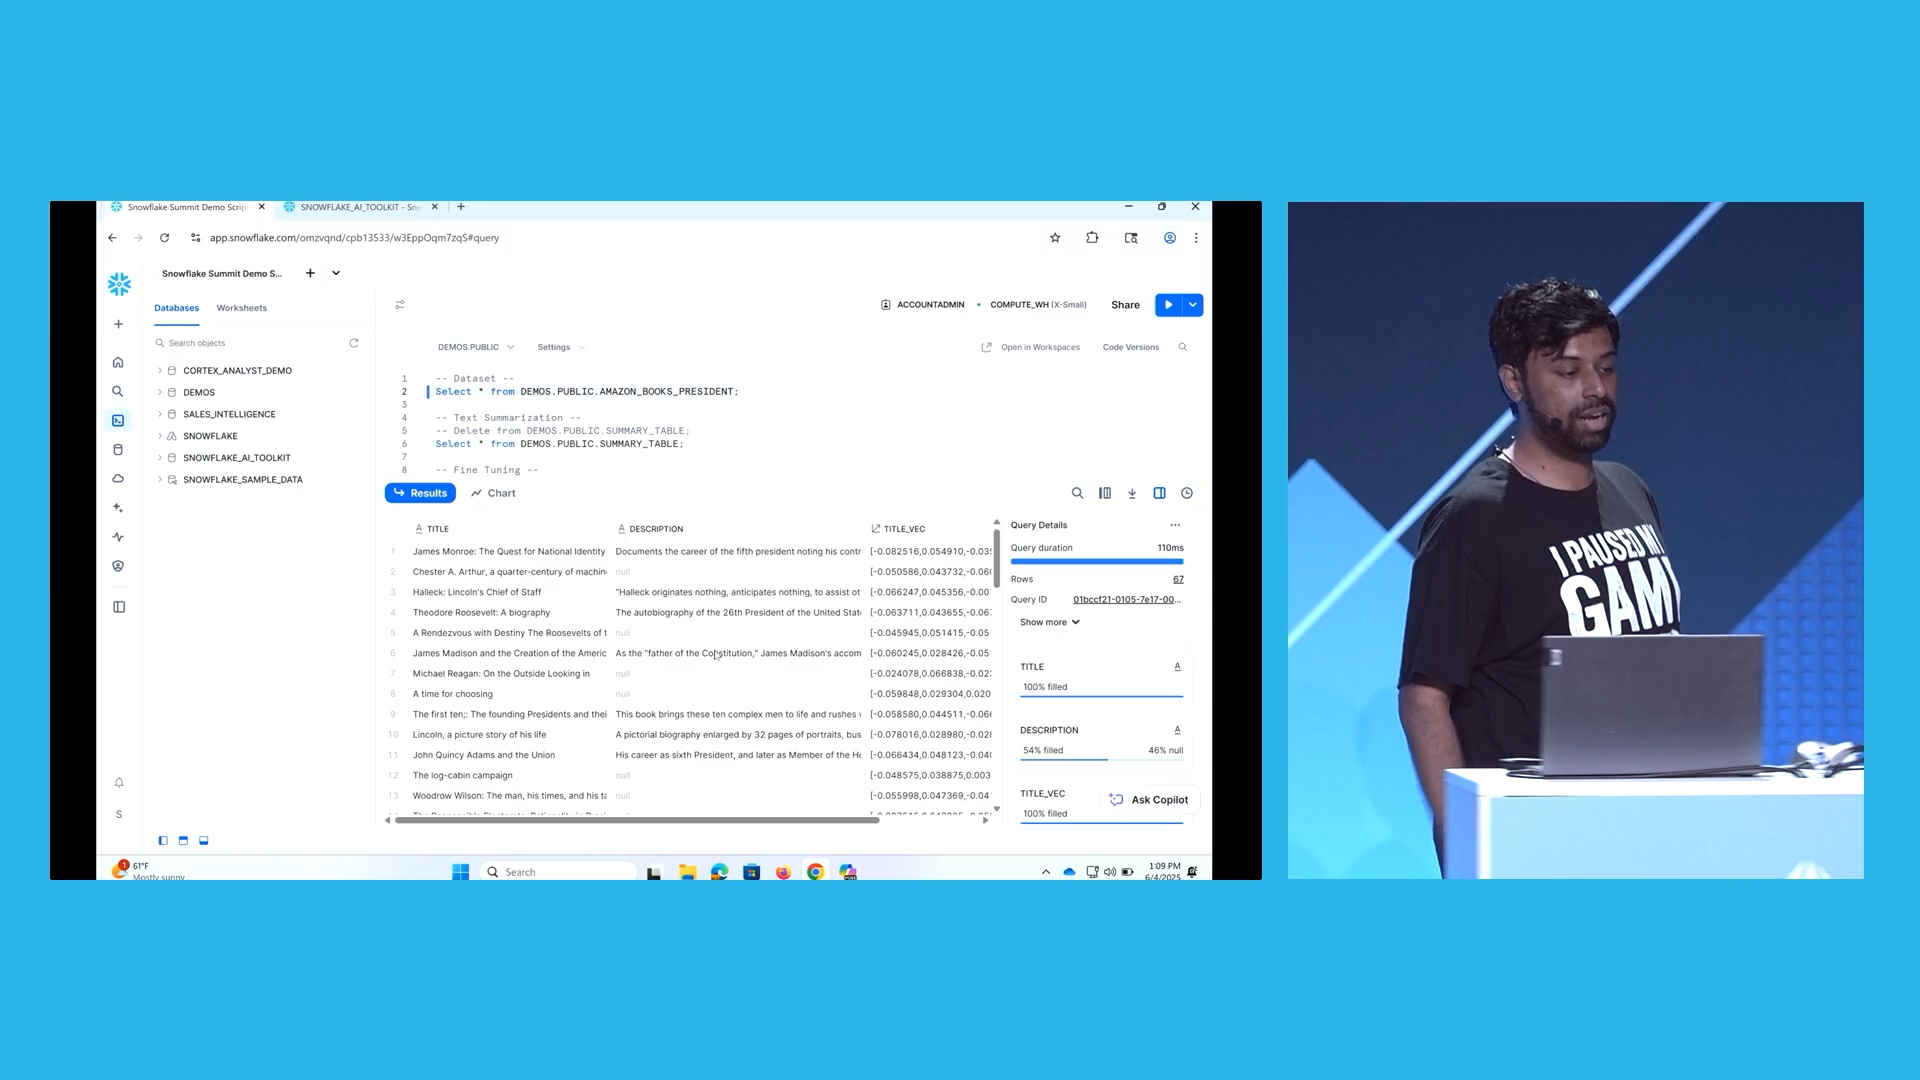 Snowflake Summit Demo Scrip
SNOWFLAKE_AI_TOOLKIT - Sno
app.snowflake.com/omzvqnd/cpb13533/w3EppOqm7zqS#query
Snowflake Summit Demo S...
Databases
Worksheets
Search objects
CORTEX_ANALYST_DEMO
DEMOS
SALES_INTELLIGENCE
SNOWFLAKE
SNOWFLAKE_AI_TOOLKIT
SNOWFLAKE_SAMPLE_DATA
S
ACCOUNTADMIN
COMPUTE_WH (X-Small)
Share
DEMOS.PUBLIC
Settings
Open in Workspaces
Code Versions
1 -- Dataset --
2 Select * from DEMOS.PUBLIC.AMAZON_BOOKS_PRESIDENT;
3
4 -- Text Summarization --
5 -- Delete from DEMOS.PUBLIC.SUMMARY_TABLE;
6 Select * from DEMOS.PUBLIC.SUMMARY_TABLE;
7
8 -- Fine Tuning --
Results
Chart
TITLE DESCRIPTION TITLE_VEC
1 James Monroe: The Quest for National Identity Documents the career of the fifth president noting his contr [-0.082516,0.054910,-0.035
2 Chester A. Arthur, a quarter-century of machin null [-0.050586,0.043732,-0.060
3 Halleck: Lincoln's Chief of Staff "Halleck originates nothing, anticipates nothing, to assist ot [-0.066247,0.045356,-0.00
4 Theodore Roosevelt: A biography The autobiography of the 26th President of the United State [-0.063711,0.043655,-0.06
5 A Rendezvous with Destiny The Roosevelts of t null [-0.045945,0.051415,-0.05
6 James Madison and the Creation of the Americ As the "father of the Constitution," James Madison's accom [-0.060245,0.028426,-0.05
7 Michael Reagan: On the Outside Looking in null [-0.024078,0.066838,-0.02
8 A time for choosing null [-0.059848,0.029304,0.020
9 The first ten;: The founding Presidents and thei This book brings these ten complex men to life and rushes [-0.058580,0.044511,-0.066
10 Lincoln, a picture story of his life A pictorial biography enlarged by 32 pages of portraits, bus [-0.078016,0.028980,-0.028
11 John Quincy Adams and the Union His career as sixth President, and later as Member of the Ho [-0.066434,0.048123,-0.040
12 The log-cabin campaign null [-0.048575,0.038875,0.003
13 Woodrow Wilson: The man, his times, and his ta null [-0.055998,0.047369,-0.04
Query Details
Query duration 110ms
Rows 67
Query ID 01bccf21-0105-7e17-00...
Show more
TITLE A
100% filled
DESCRIPTION A
54% filled 46% null
TITLE_VEC
100% filled
Ask Copilot
1
61°F
Mostly sunny
Search
1:09 PM
6/4/2025
I PAUSED MY
GAM